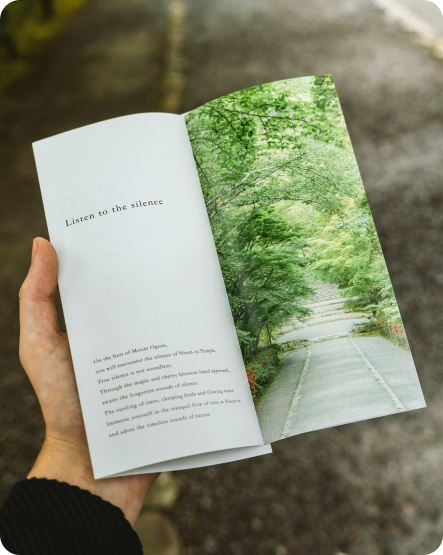 Listen to the silence
On the foot of Mount Ogura,
you will encounter the silence of Nison in Temple.
True silence is not soundless.
Through the maple and cherry blossom lined approach,
awaits the forgotten sounds of silence.
The rustling of trees, chirping birds and flowing water
Immerse yourself in the tranquil flow of time at Nison in
and adore the timeless sounds of nature.